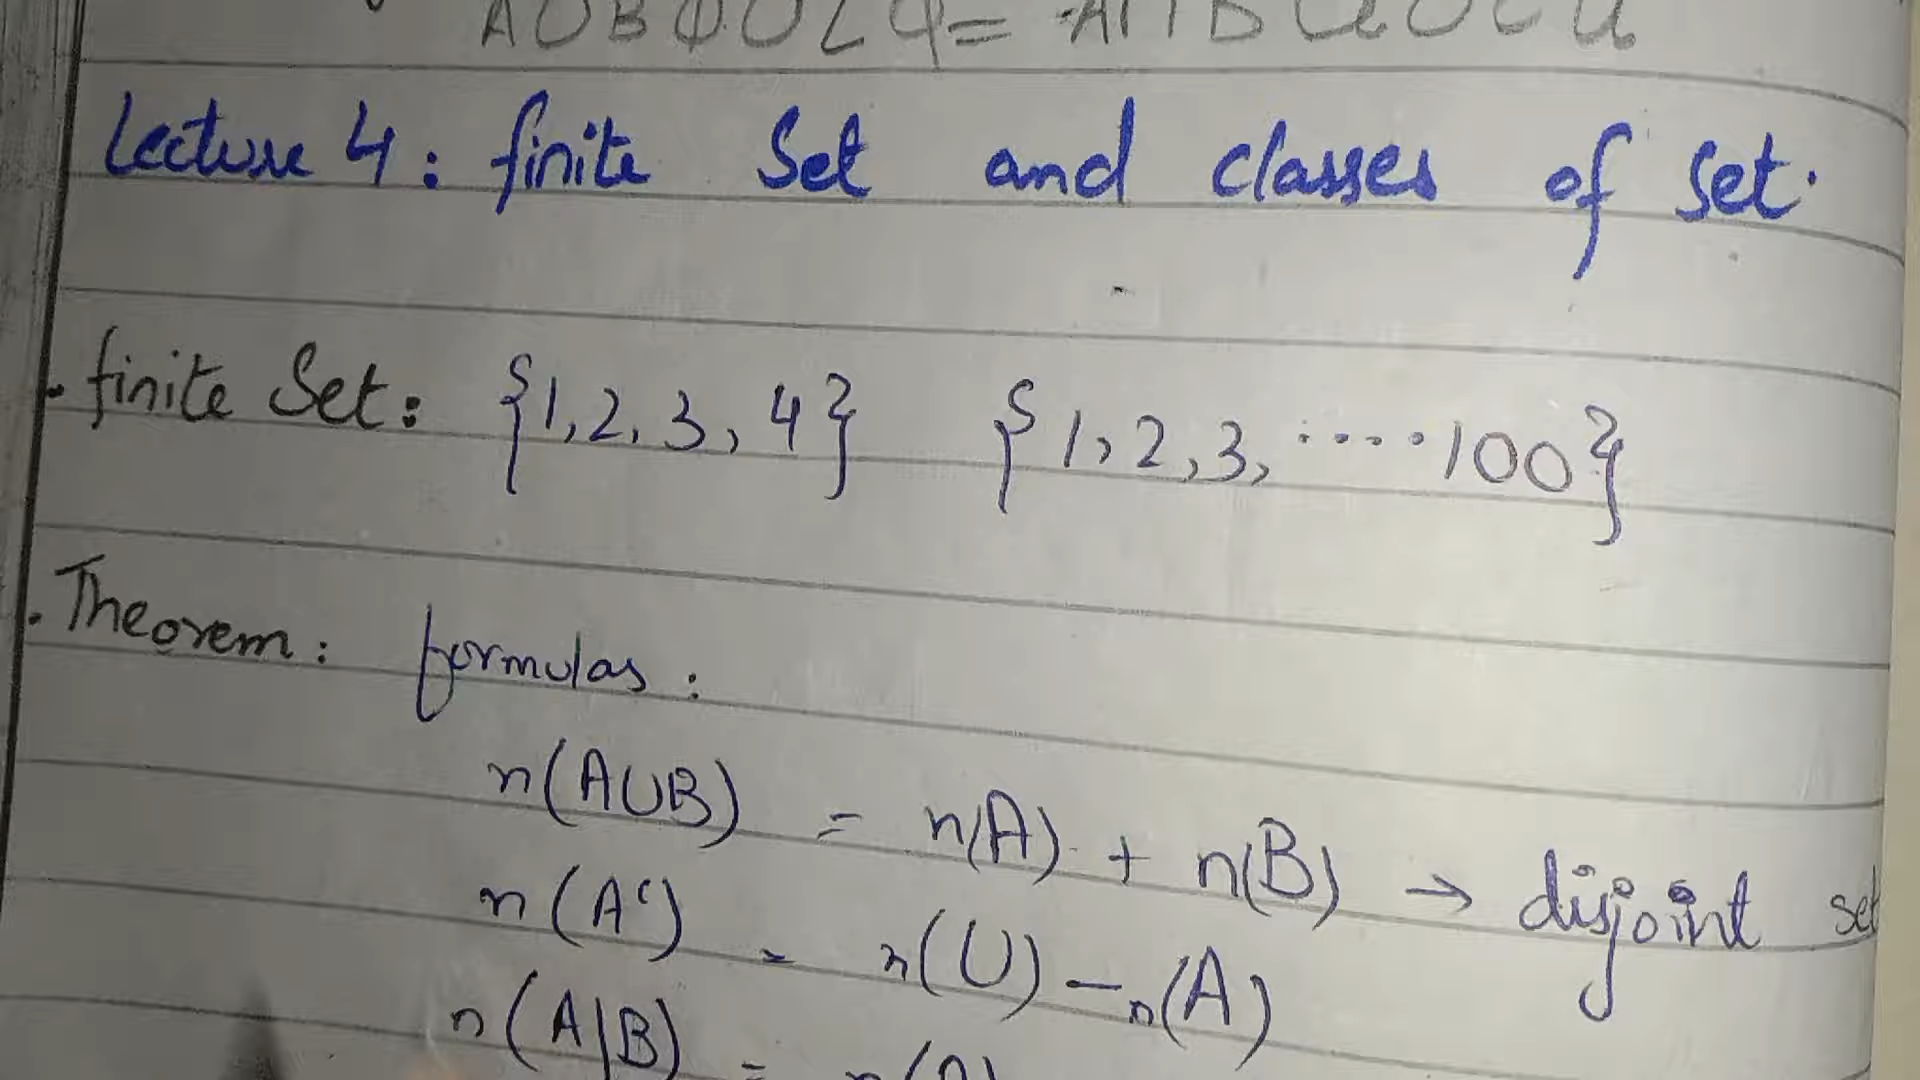 Lecture 4: finite Set and classes of set.
. finite Set: {1,2,3,4} {1,2,3,....100}
. Theorem: formulas:
n(A∪B) = n(A) + n(B) → disjoint set
n(Aᶜ) = n(U) - n(A)
n(A|B) = n(A)